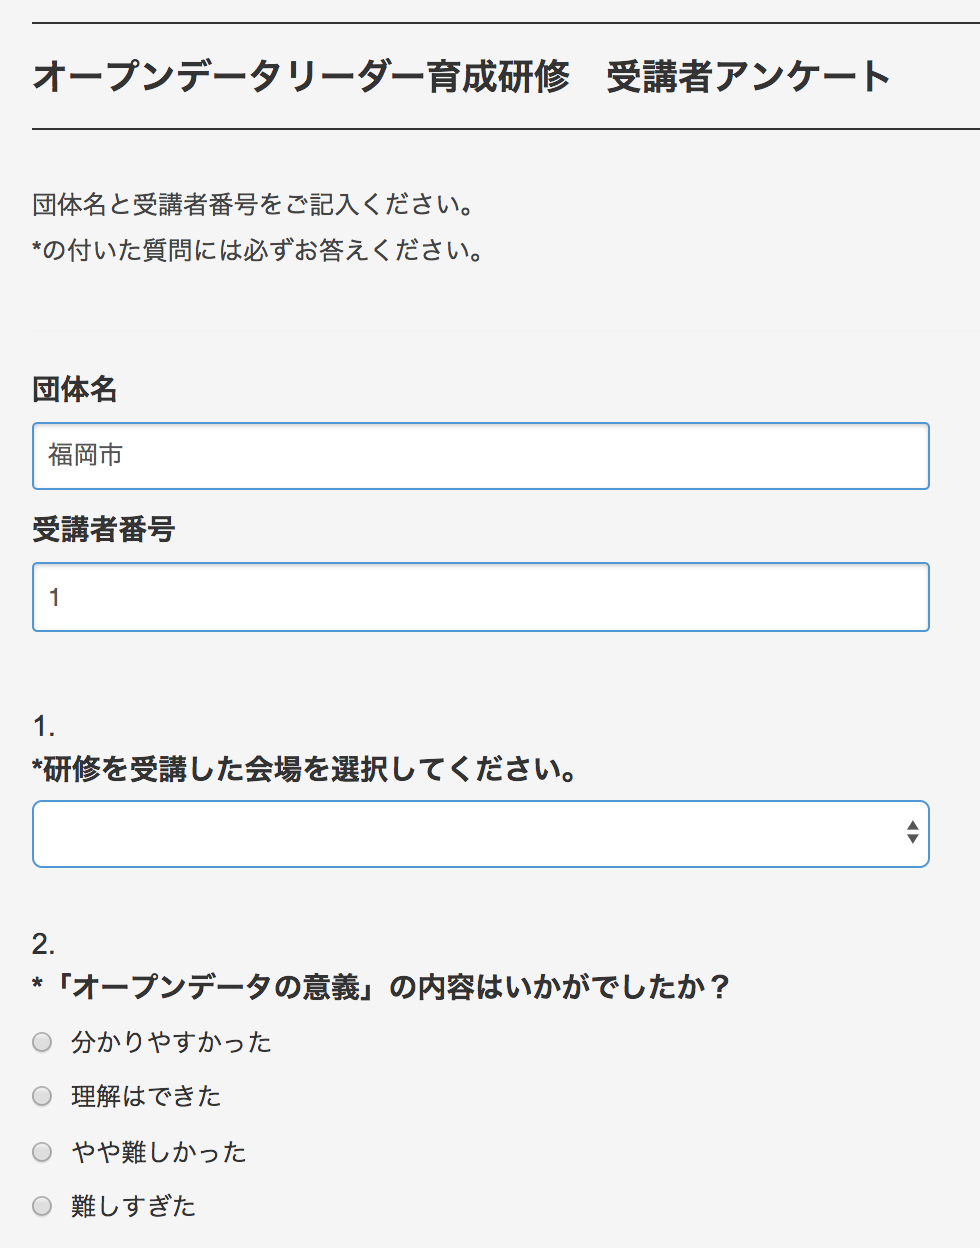 オープンデータリーダー育成研修　受講者アンケート
団体名と受講者番号をご記入ください。
*の付いた質問には必ずお答えください。
団体名
福岡市
受講者番号
1
1.
*研修を受講した会場を選択してください。
2.
*「オープンデータの意義」の内容はいかがでしたか？
分かりやすかった
理解はできた
やや難しかった
難しすぎた